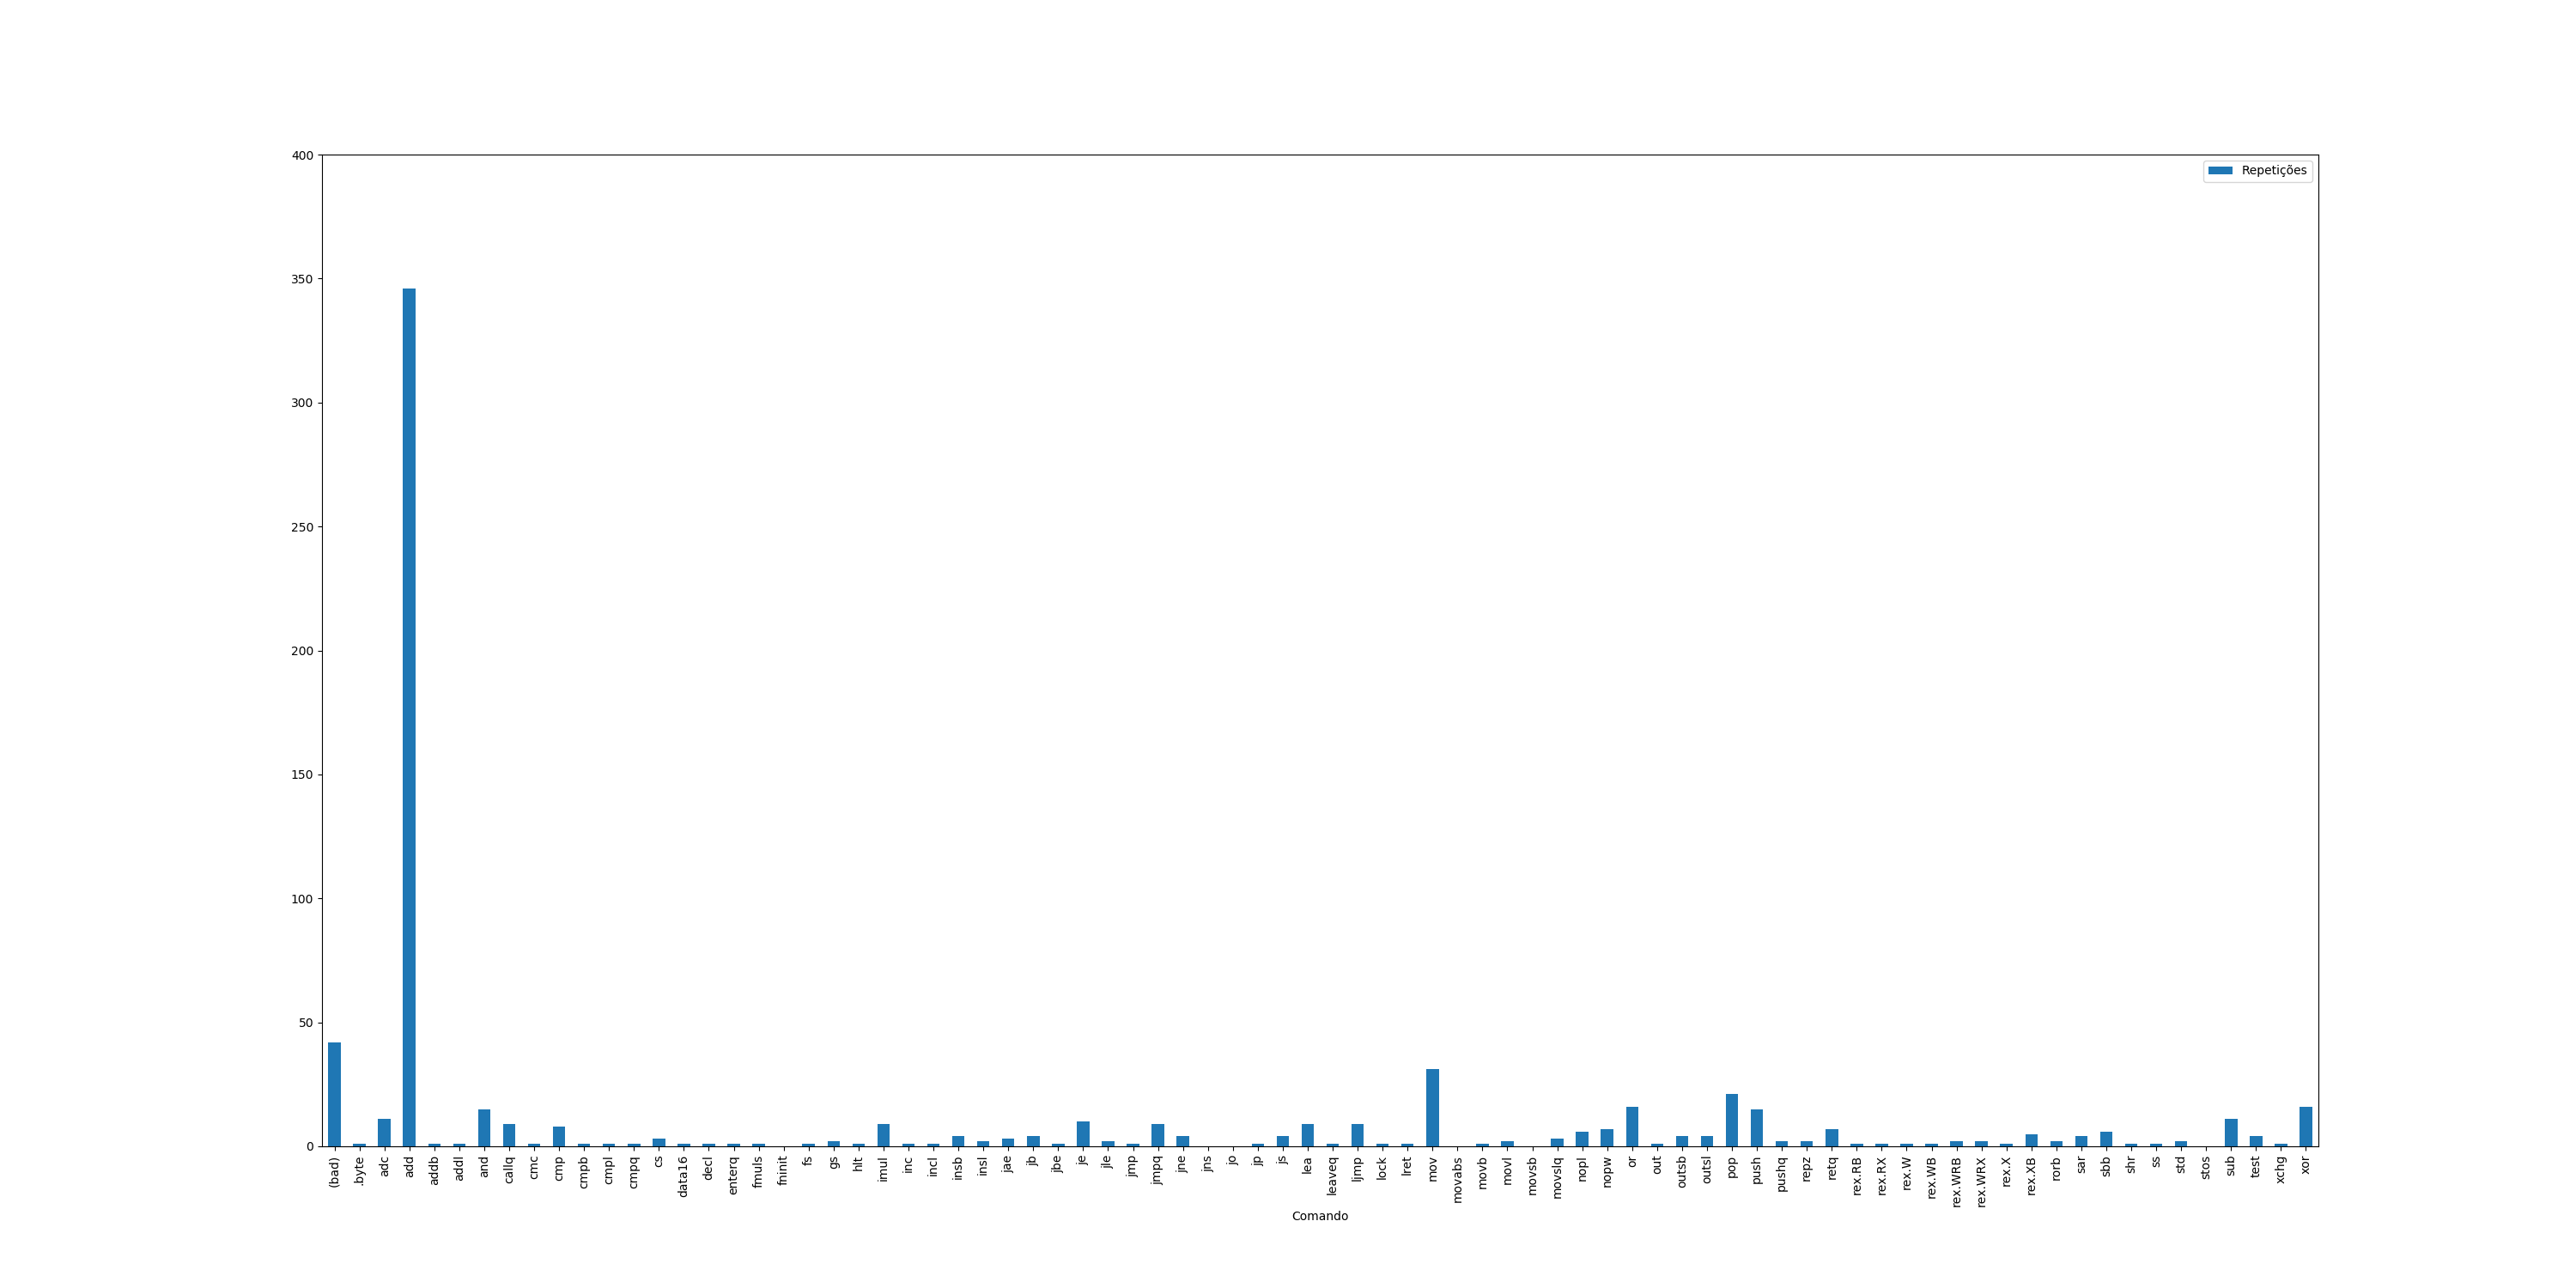 400
350
300
250
200
150
100
50
0
Repetições
(bad)
.byte
adc
add
addb
addl
and
callq
cmc
cmp
cmpb
cmpl
cmpq
cs
data16
decl
enterq
fmuls
fninit
fs
gs
hlt
imul
inc
incl
insb
insl
jae
jb
jbe
je
jle
jmp
jmpq
jne
jns
jo
jp
js
lea
leaveq
ljmp
lock
lret
mov
movabs
movb
movl
movsb
movslq
nopl
nopw
or
out
outsb
outsl
pop
push
pushq
repz
retq
rex.RB
rex.RX
rex.W
rex.WB
rex.WRB
rex.WRX
rex.X
rex.XB
rorb
sar
sbb
shr
ss
std
stos
sub
test
xchg
xor
Comando